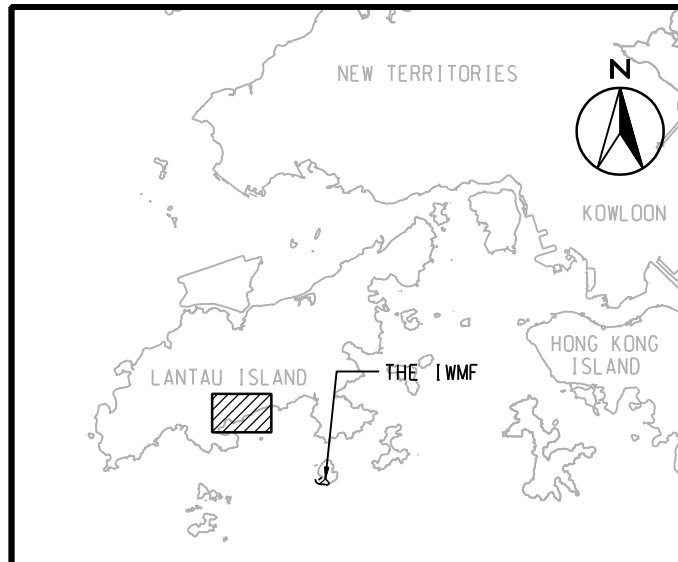 NEW TERRITORIES
N
KOWLOON
HONG KONG
ISLAND
LANTAU ISLAND
THE IWMF